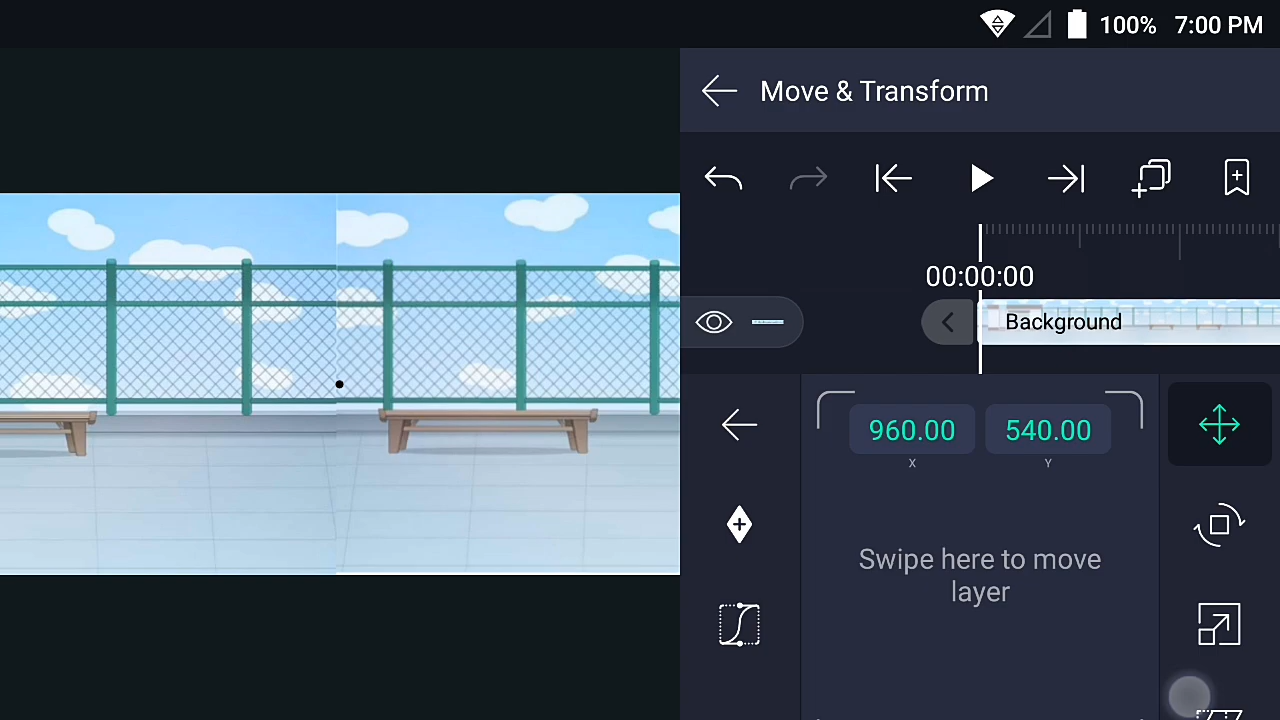 100% 7:00 PM
Move & Transform
00:00:00
Background
960.00 540.00
X Y
Swipe here to move
layer